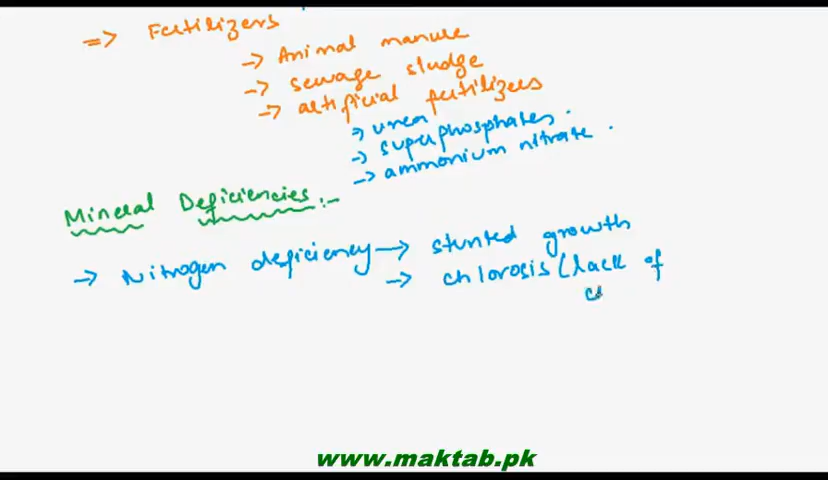 => Fertilizers
-> Animal manure
-> sewage sludge
-> artificial fertilizers
-> urea
-> superphosphates.
-> ammonium nitrate.
Mineral Deficiencies:-
-> Nitrogen deficiency -> stunted growth
-> chlorosis (lack of
c
www.maktab.pk